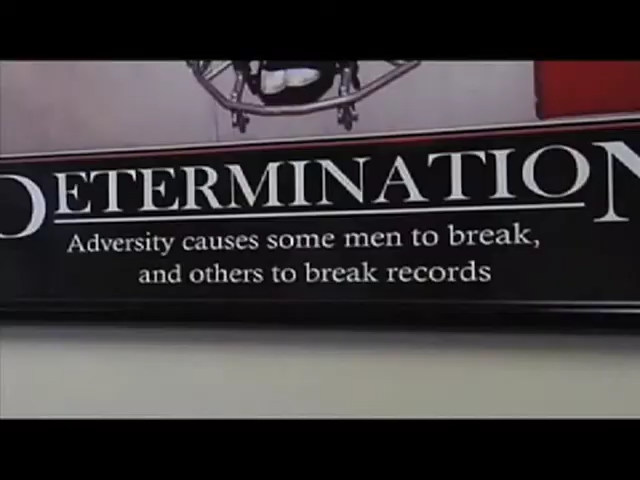 DETERMINATION
Adversity causes some men to break,
and others to break records